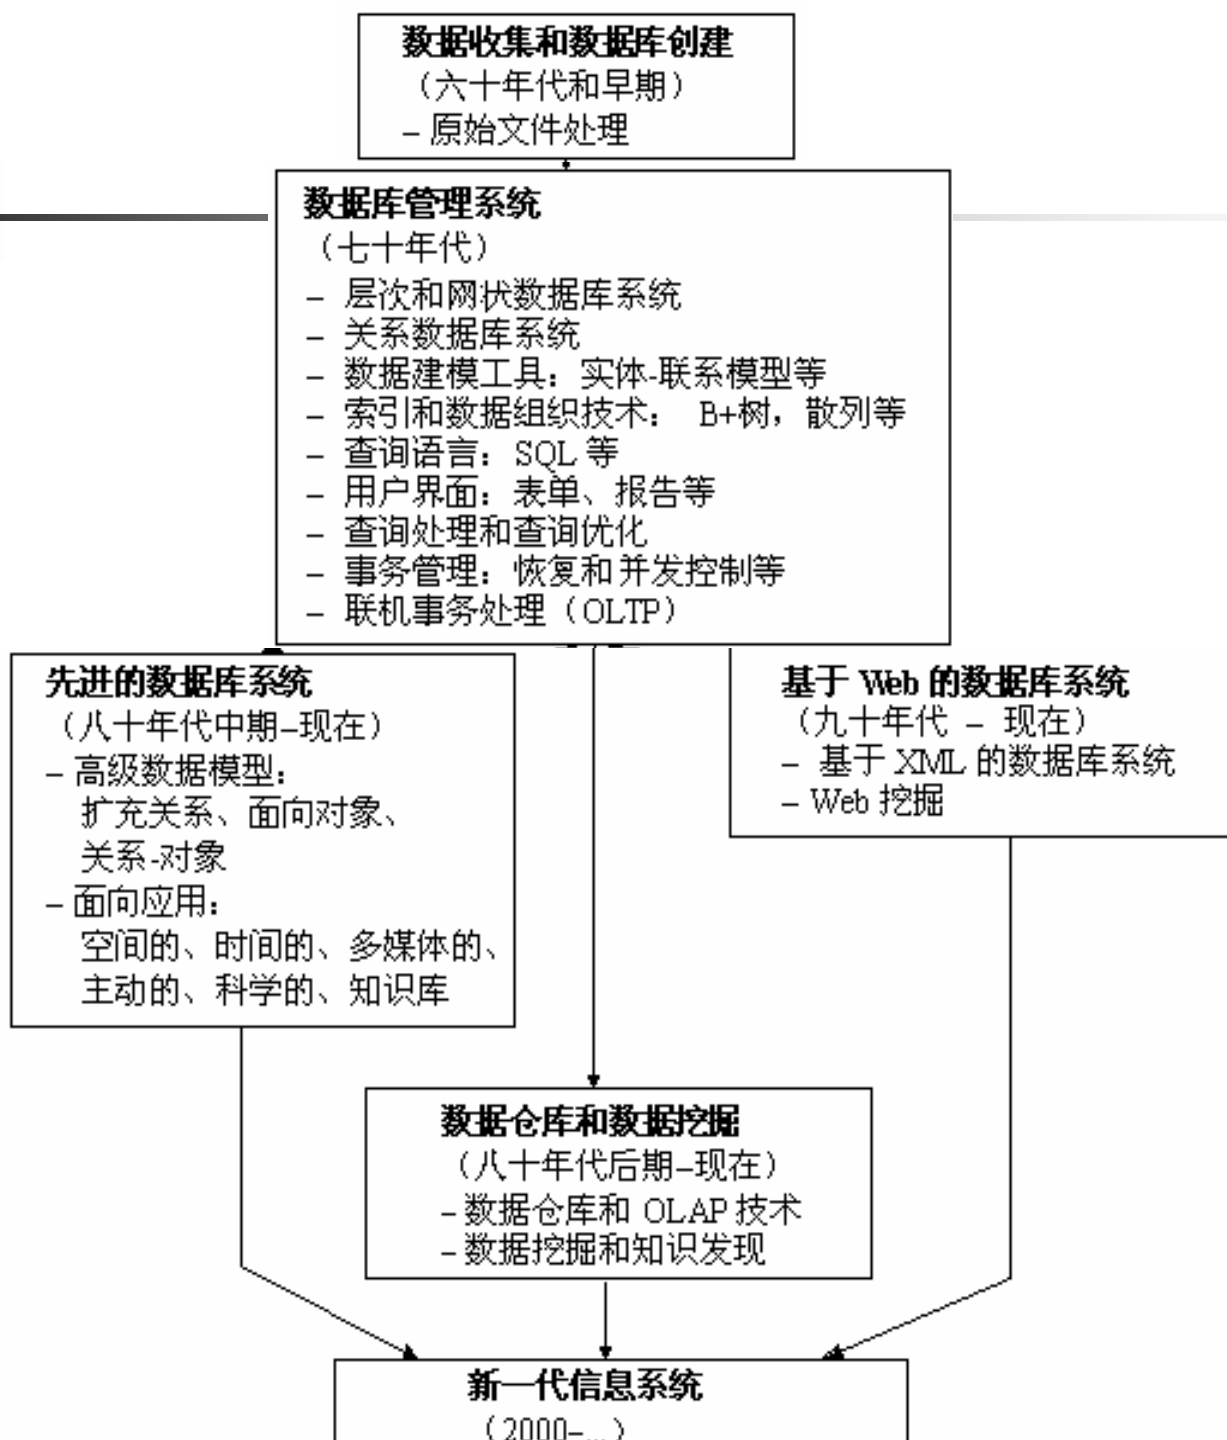 数据收集和数据库创建
（六十年代和早期）
– 原始文件处理
数据库管理系统
（七十年代）
– 层次和网状数据库系统
– 关系数据库系统
– 数据建模工具：实体-联系模型等
– 索引和数据组织技术： B+树，散列等
– 查询语言：SQL 等
– 用户界面：表单、报告等
– 查询处理和查询优化
– 事务管理：恢复和并发控制等
– 联机事务处理（OLTP）
先进的数据库系统
（八十年代中期–现在）
– 高级数据模型：
扩充关系、面向对象、
关系-对象
– 面向应用：
空间的、时间的、多媒体的、
主动的、科学的、知识库
基于 Web 的数据库系统
（九十年代 – 现在）
– 基于 XML 的数据库系统
– Web 挖掘
数据仓库和数据挖掘
（八十年代后期–现在）
– 数据仓库和 OLAP 技术
– 数据挖掘和知识发现
新一代信息系统
（2000–...）